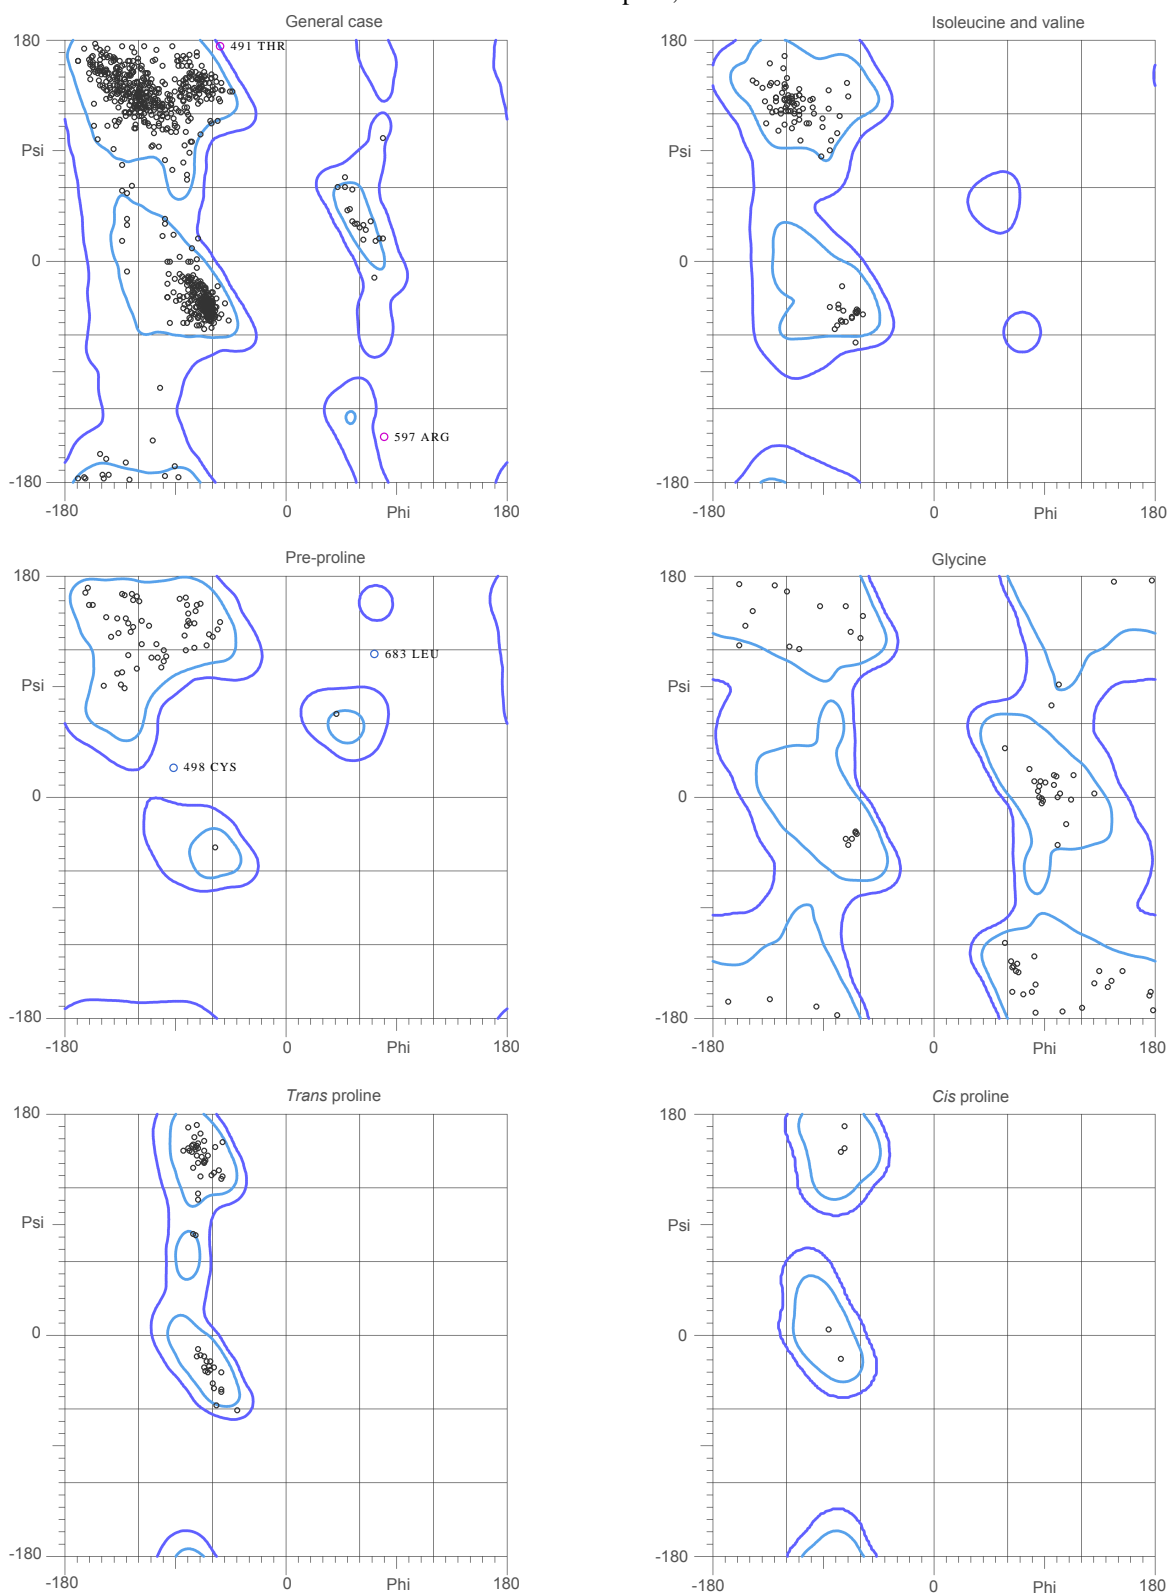 General case
180
491 THR
Psi
0
597 ARG
-180
-180
0
Phi
180
Isoleucine and valine
180
Psi
0
-180
-180
0
Phi
180
Pre-proline
180
683 LEU
Psi
498 CYS
0
-180
-180
0
Phi
180
Glycine
180
Psi
0
-180
-180
0
Phi
180
Trans proline
180
Psi
0
-180
-180
0
Phi
180
Cis proline
180
Psi
0
-180
-180
0
Phi
180